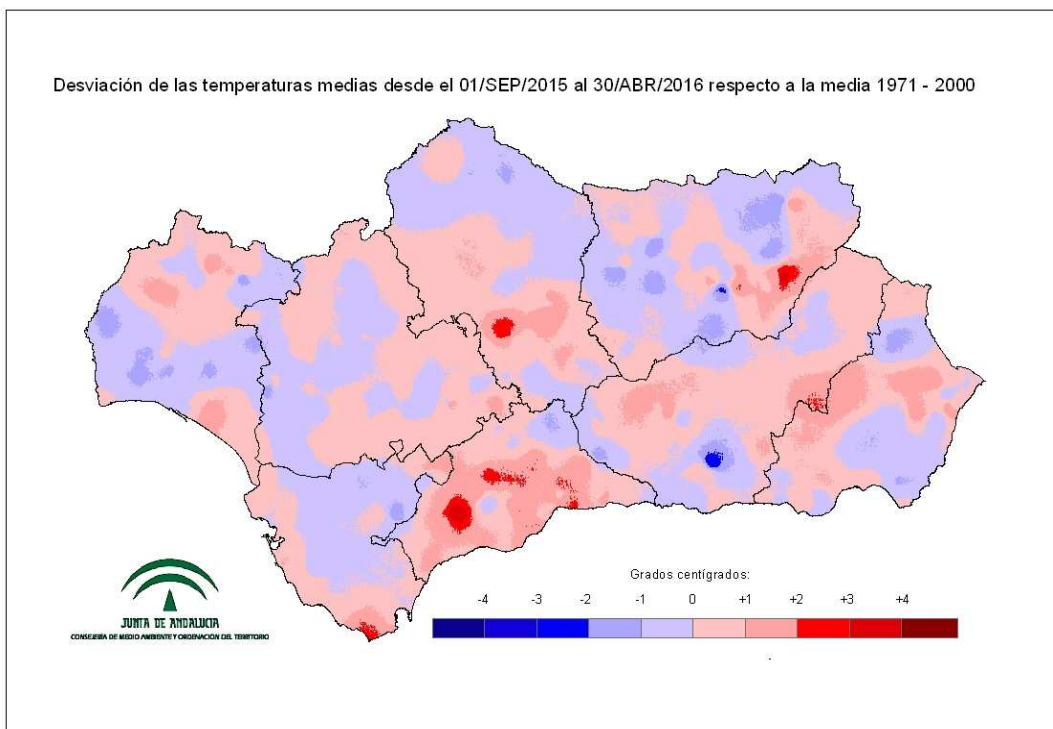 Desviación de las temperaturas medias desde el 01/SEP/2015 al 30/ABR/2016 respecto a la media 1971 - 2000
Grados centígrados:
-4 -3 -2 -1 0 +1 +2 +3 +4
JUNTA DE ANDALUCIA
CONSEJERIA DE MEDIO AMBIENTE Y ORDENACION DEL TERRITORIO